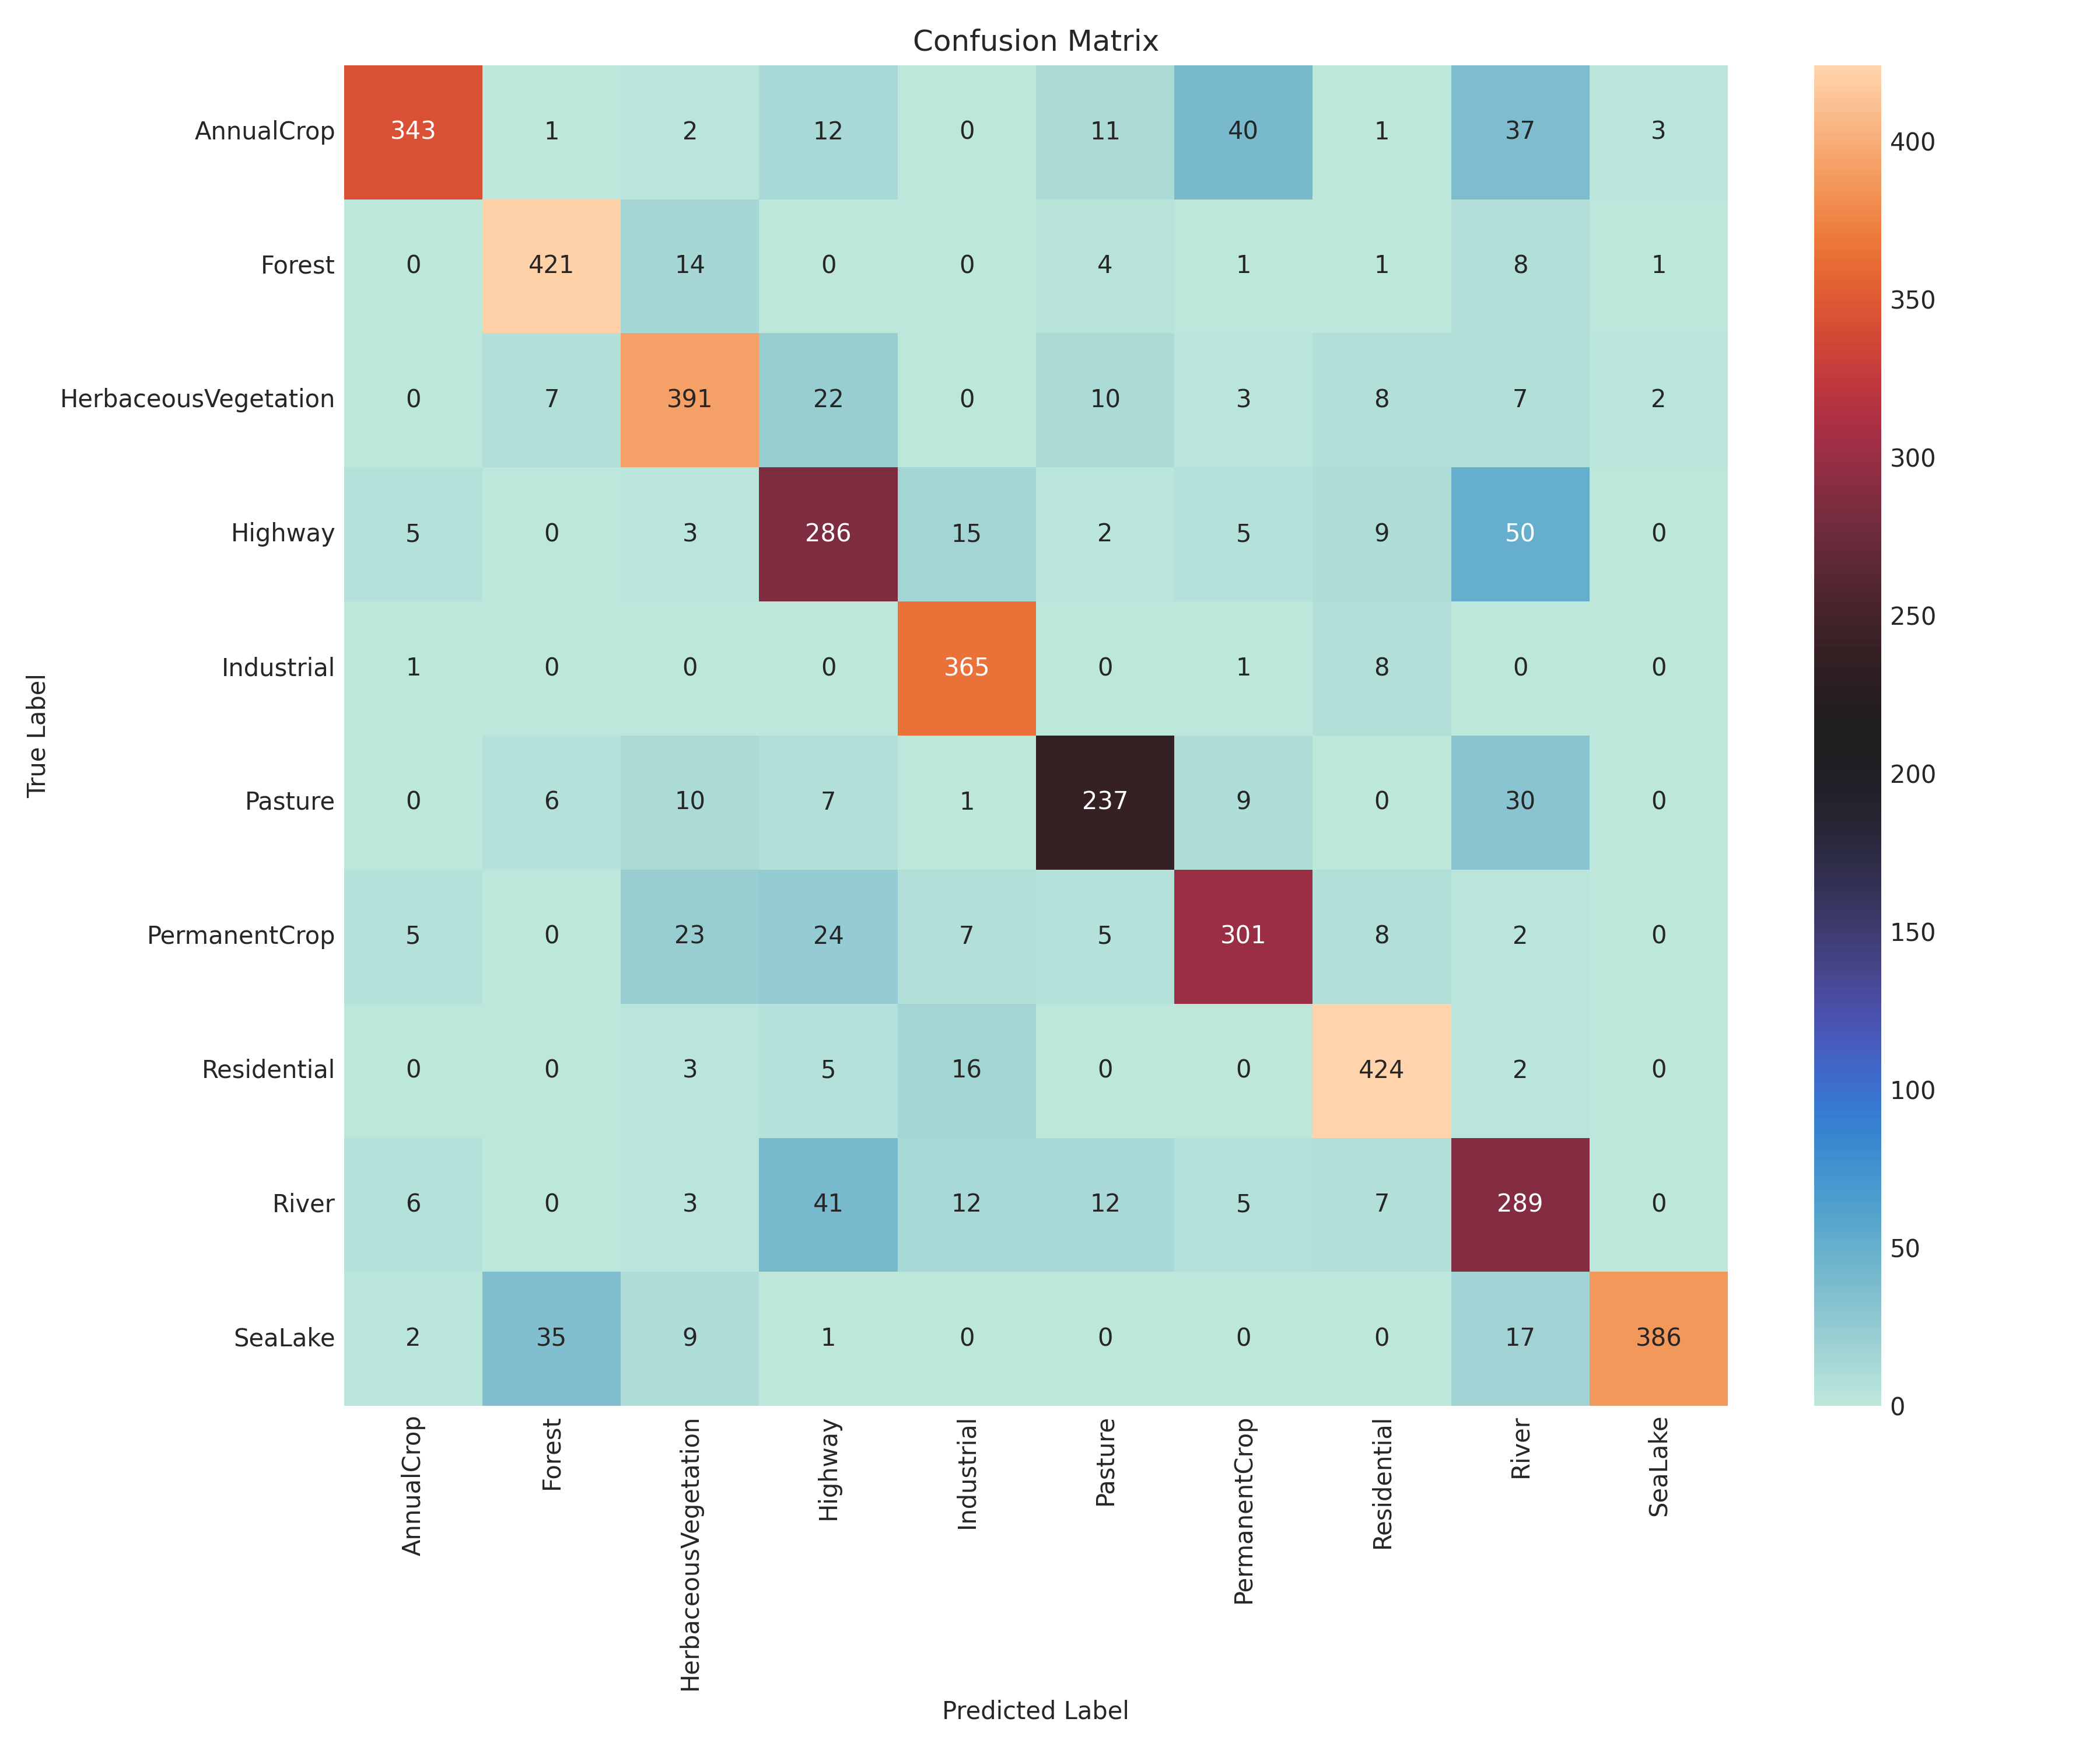 Confusion Matrix
AnnualCrop 343 1 2 12 0 11 40 1 37 3
Forest 0 421 14 0 0 4 1 1 8 1
HerbaceousVegetation 0 7 391 22 0 10 3 8 7 2
Highway 5 0 3 286 15 2 5 9 50 0
Industrial 1 0 0 0 365 0 1 8 0 0
Pasture 0 6 10 7 1 237 9 0 30 0
PermanentCrop 5 0 23 24 7 5 301 8 2 0
Residential 0 0 3 5 16 0 0 424 2 0
River 6 0 3 41 12 12 5 7 289 0
SeaLake 2 35 9 1 0 0 0 0 17 386
True Label
AnnualCrop
Forest
HerbaceousVegetation
Highway
Industrial
Pasture
PermanentCrop
Residential
River
SeaLake
Predicted Label
400
350
300
250
200
150
100
50
0